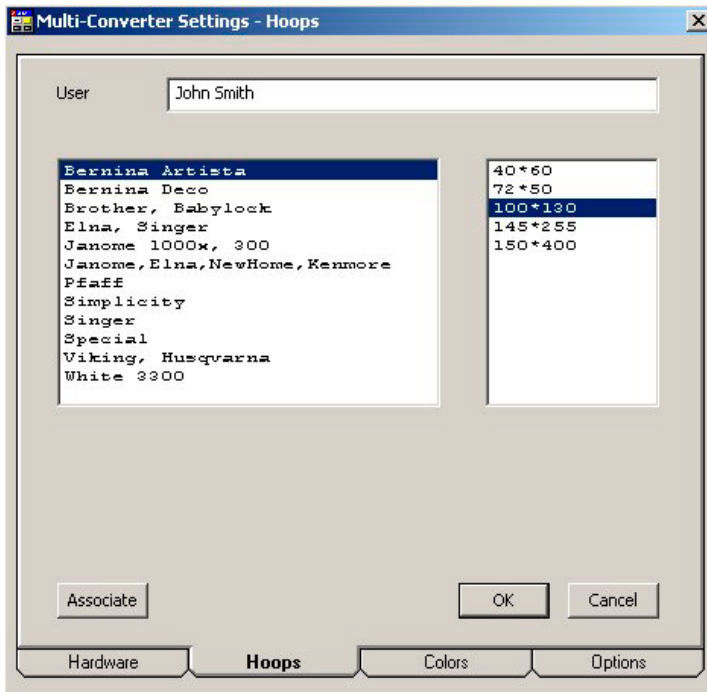 Multi-Converter Settings - Hoops
User
John Smith
Bernina Artista
Bernina Deco
Brother, Babylock
Elna, Singer
Janome 1000x, 300
Janome,Elna,NewHome,Kenmore
Pfaff
Simplicity
Singer
Special
Viking, Husqvarna
White 3300
40*60
72*50
100*130
145*255
150*400
Associate
OK
Cancel
Hardware
Hoops
Colors
Options